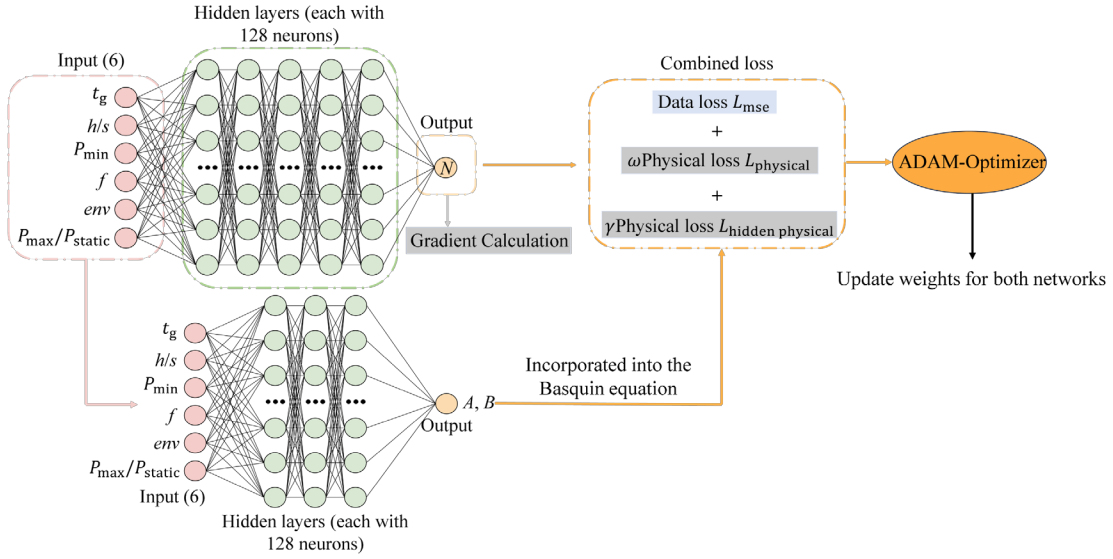 Hidden layers (each with
128 neurons)
Input (6)
t_g
h/s
P_min
f
env
P_max/P_static
Output
N
Gradient Calculation
Combined loss
Data loss L_mse
+
ωPhysical loss L_physical
+
γPhysical loss L_hidden physical
ADAM-Optimizer
Update weights for both networks
t_g
h/s
P_min
f
env
P_max/P_static
Input (6)
Hidden layers (each with
128 neurons)
A, B
Output
Incorporated into the
Basquin equation